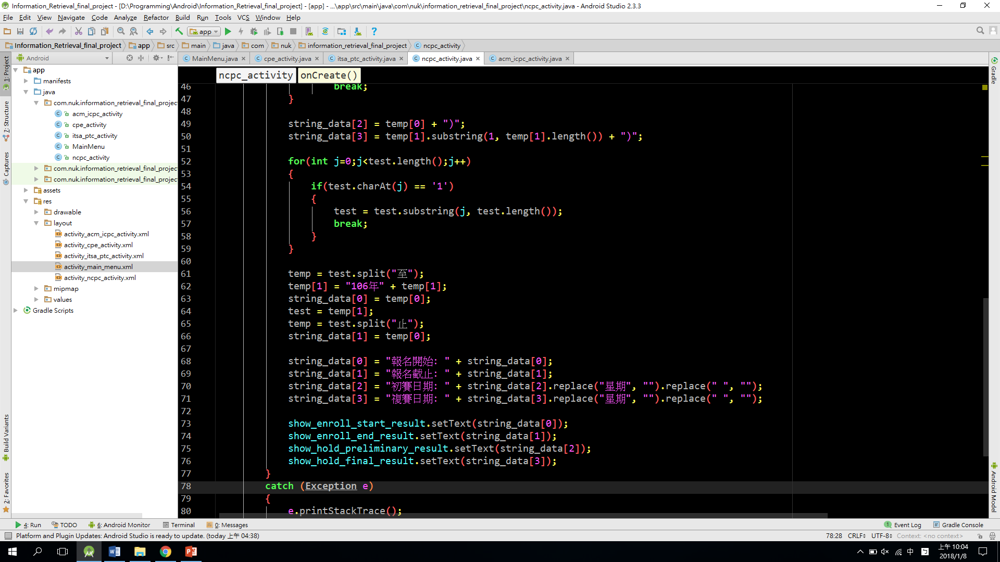 Information_Retrieval_final_project - [D:\Programming\Android\Information_Retrieval_final_project] - [app] - ...\app\src\main\java\com\nuk\information_retrieval_final_project\ncpc_activity.java - Android Studio 2.3.3
File Edit View Navigate Code Analyze Refactor Build Run Tools VCS Window Help
app
Information_Retrieval_final_project app src main java com nuk information_retrieval_final_project ncpc_activity
Android
MainMenu.java × cpe_activity.java × itsa_ptc_activity.java × ncpc_activity.java × acm_icpc_activity.java ×
1: Project
7: Structure
Captures
Build Variants
2: Favorites
app
manifests
java
com.nuk.information_retrieval_final_projec
acm_icpc_activity
cpe_activity
itsa_ptc_activity
MainMenu
ncpc_activity
com.nuk.information_retrieval_final_projec
com.nuk.information_retrieval_final_projec
assets
res
drawable
layout
activity_acm_icpc_activity.xml
activity_cpe_activity.xml
activity_itsa_ptc_activity.xml
activity_main_menu.xml
activity_ncpc_activity.xml
mipmap
values
Gradle Scripts
ncpc_activity onCreate()
46 break;
47 }
48
49 string_data[2] = temp[0] + ")";
50 string_data[3] = temp[1].substring(1, temp[1].length()) + ")";
51
52 for(int j=0;j<test.length();j++)
53 {
54 if(test.charAt(j) == '1')
55 {
56 test = test.substring(j, test.length());
57 break;
58 }
59 }
60
61 temp = test.split("至");
62 temp[1] = "106年" + temp[1];
63 string_data[0] = temp[0];
64 test = temp[1];
65 temp = test.split("止");
66 string_data[1] = temp[0];
67
68 string_data[0] = "報名開始: " + string_data[0];
69 string_data[1] = "報名截止: " + string_data[1];
70 string_data[2] = "初賽日期: " + string_data[2].replace("星期", "").replace(" ", "");
71 string_data[3] = "複賽日期: " + string_data[3].replace("星期", "").replace(" ", "");
72
73 show_enroll_start_result.setText(string_data[0]);
74 show_enroll_end_result.setText(string_data[1]);
75 show_hold_preliminary_result.setText(string_data[2]);
76 show_hold_final_result.setText(string_data[3]);
77 }
78 catch (Exception e)
79 {
80 e.printStackTrace();
Gradle
Android Model
4: Run TODO 6: Android Monitor Terminal 0: Messages 1 Event Log Gradle Console
Platform and Plugin Updates: Android Studio is ready to update. (today 上午 04:38) 78:28 CRLF UTF-8 Context: <no context>
中 上午 10:04
2018/1/8